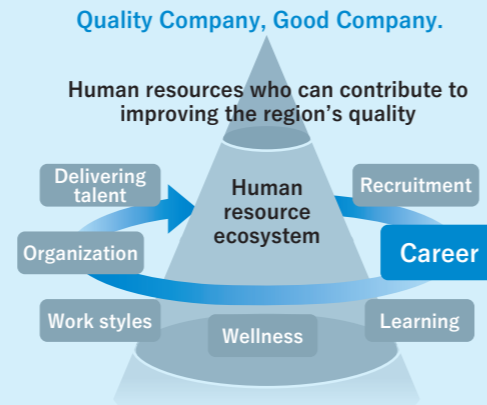 Quality Company, Good Company.
Human resources who can contribute to
improving the region's quality
Delivering
talent
Human
resource
ecosystem
Recruitment
Organization
Career
Work styles
Wellness
Learning